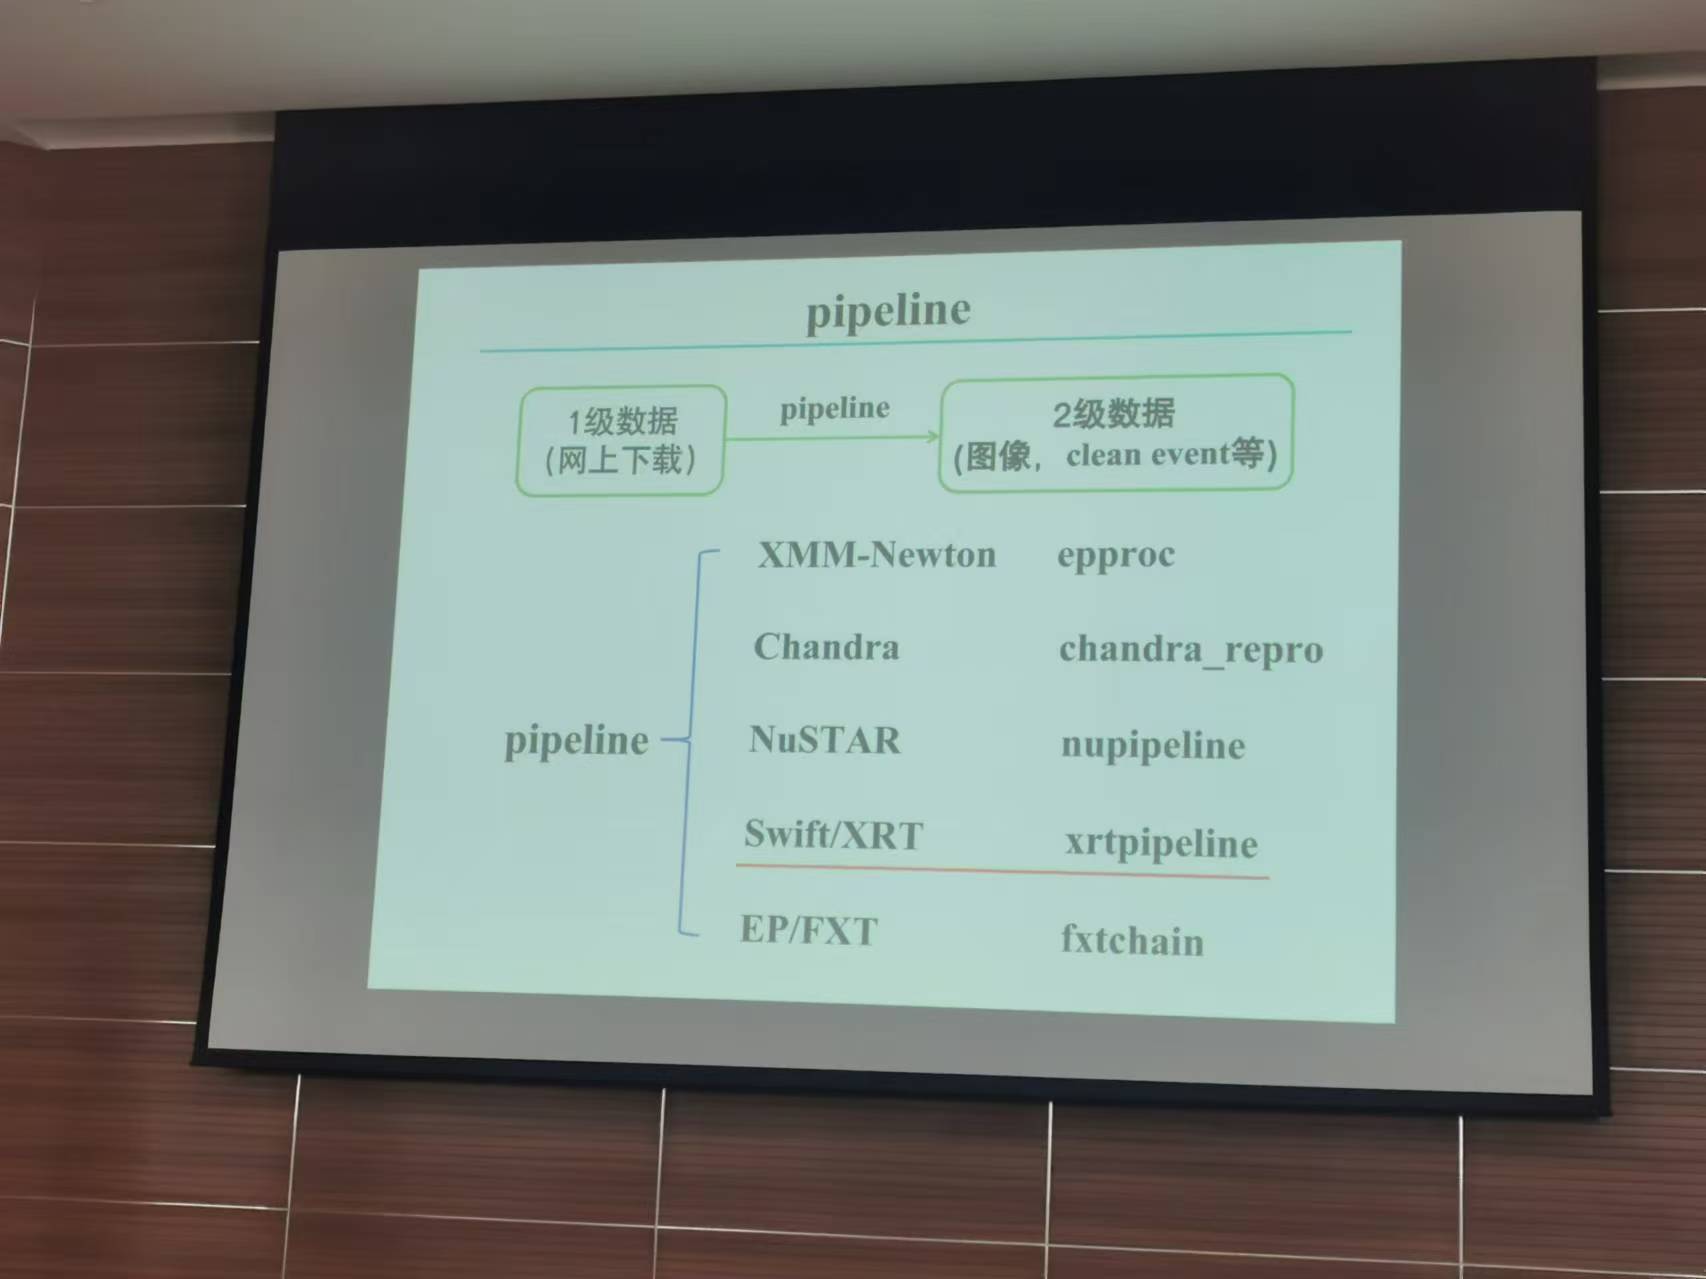 pipeline
1级数据
(网上下载)
pipeline
2级数据
(图像，clean event等)
pipeline
XMM-Newton epproc
Chandra chandra_repro
NuSTAR nupipeline
Swift/XRT xrtpipeline
EP/FXT fxtchain